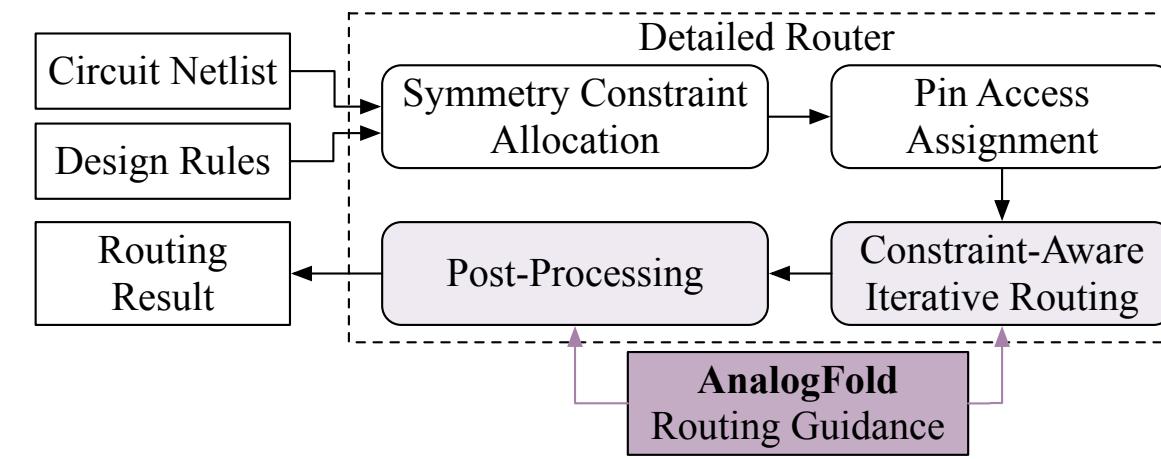 Detailed Router
Circuit Netlist
Design Rules
Symmetry Constraint
Allocation
Pin Access
Assignment
Constraint-Aware
Iterative Routing
Post-Processing
Routing
Result
AnalogFold
Routing Guidance